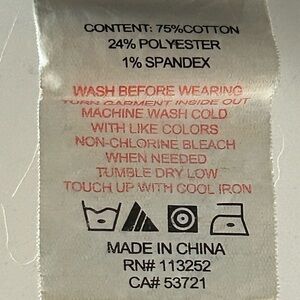 CONTENT: 75%COTTON
24% POLYESTER
1% SPANDEX
WASH BEFORE WEARING
TURN GARMENT INSIDE OUT
MACHINE WASH COLD
WITH LIKE COLORS
NON-CHLORINE BLEACH
WHEN NEEDED
TUMBLE DRY LOW
TOUCH UP WITH COOL IRON
MADE IN CHINA
RN# 113252
CA# 53721